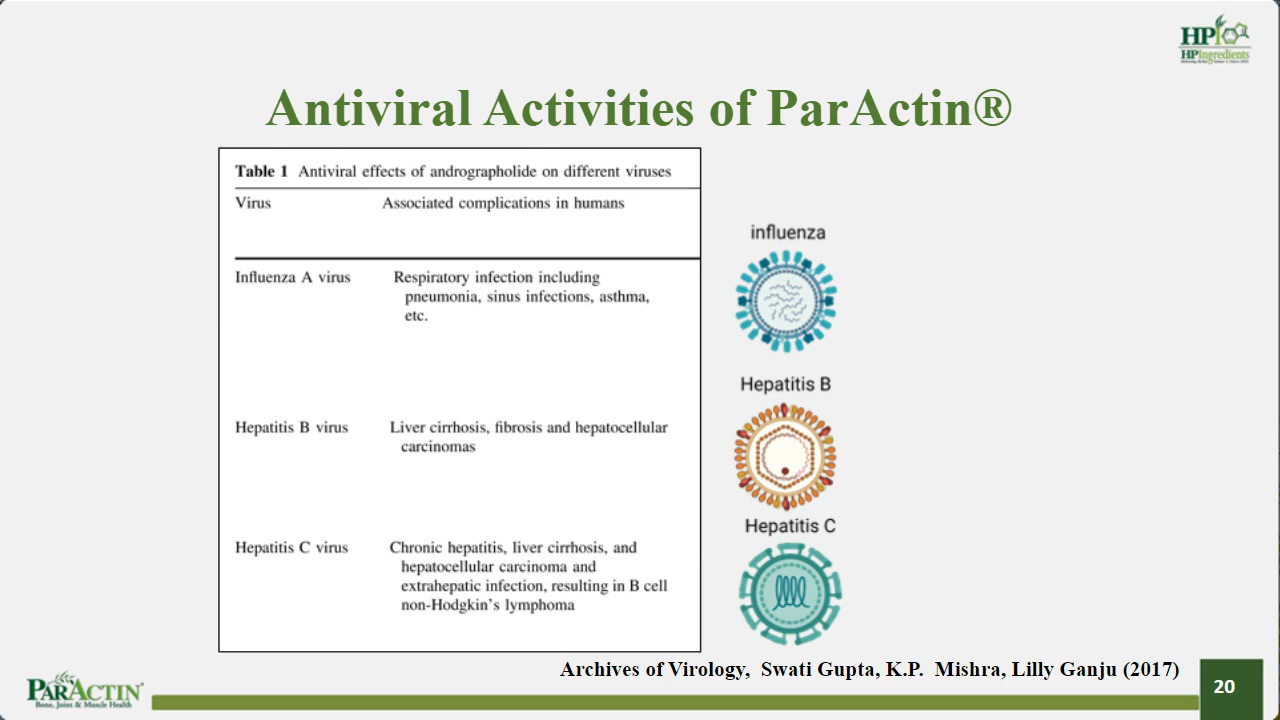 HP
HPIngredients
Antiviral Activities of ParActin®
Table 1 Antiviral effects of andrographolide on different viruses
Virus Associated complications in humans
Influenza A virus Respiratory infection including
pneumonia, sinus infections, asthma,
etc.
Hepatitis B virus Liver cirrhosis, fibrosis and hepatocellular
carcinomas
Hepatitis C virus Chronic hepatitis, liver cirrhosis, and
hepatocellular carcinoma and
extrahepatic infection, resulting in B cell
non-Hodgkin's lymphoma
influenza
Hepatitis B
Hepatitis C
Archives of Virology, Swati Gupta, K.P. Mishra, Lilly Ganju (2017)
PARACTIN®
Bone, Joint & Muscle Health
20